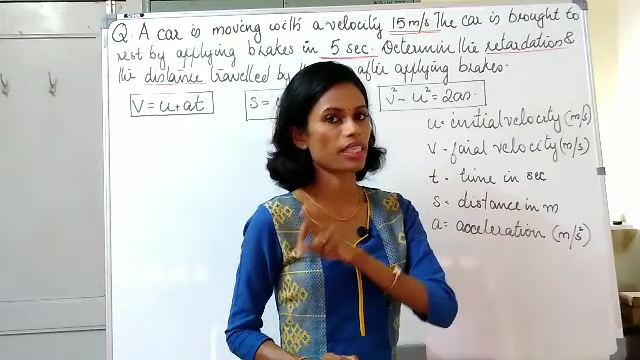 Q. A car is moving with a velocity 15 m/s. The car is brought to
rest by applying brakes in 5 sec. Determine the retardation &
the distance travelled by the after applying brakes.
V = u+at S = v² - u² = 2as.
u = initial velocity (m/s)
v - final velocity (m/s)
t - time in sec
s - distance in m
a = acceleration (m/s²)